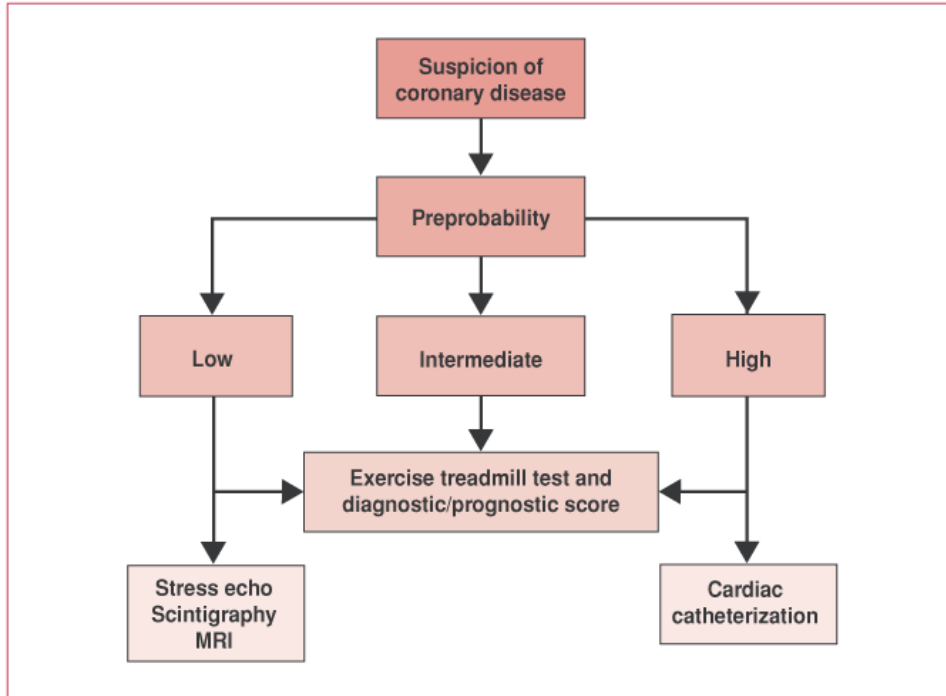 Suspicion of
coronary disease
Preprobability
Low
Intermediate
High
Exercise treadmill test and
diagnostic/prognostic score
Stress echo
Scintigraphy
MRI
Cardiac
catheterization